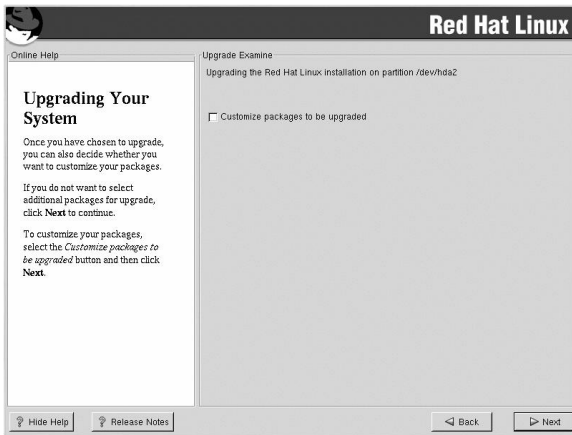 Red Hat Linux
Online Help
Upgrading Your
System
Once you have chosen to upgrade,
you can also decide whether you
want to customize your packages.
If you do not want to select
additional packages for upgrade,
click Next to continue.
To customize your packages,
select the Customize packages to
be upgraded button and then click
Next.
Upgrade Examine
Upgrading the Red Hat Linux installation on partition /dev/hda2
Customize packages to be upgraded
Hide Help
Release Notes
Back
Next